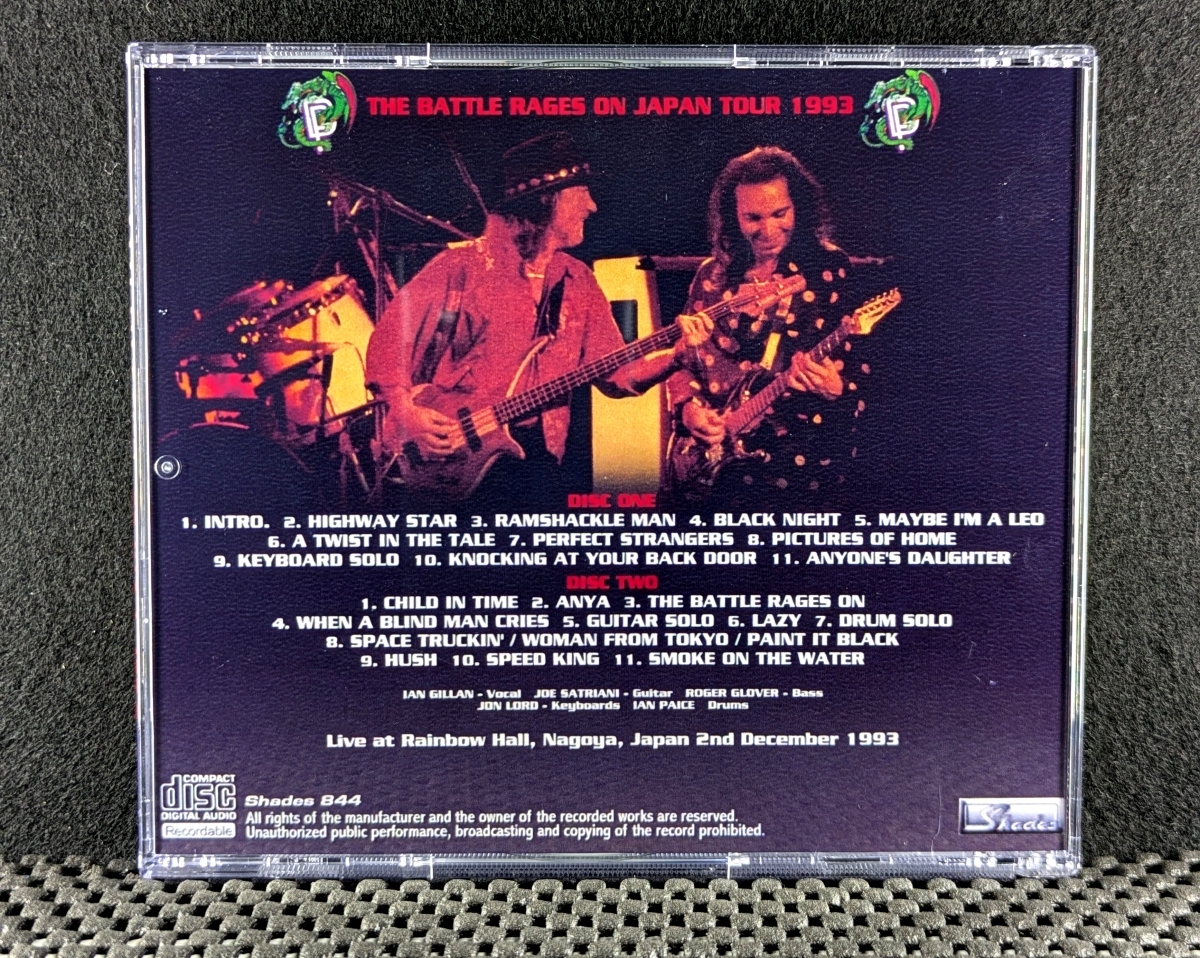 THE BATTLE RAGES ON JAPAN TOUR 1993
DISC ONE
1. INTRO. 2. HIGHWAY STAR 3. RAMSHACKLE MAN 4. BLACK NIGHT 5. MAYBE I'M A LEO
6. A TWIST IN THE TALE 7. PERFECT STRANGERS 8. PICTURES OF HOME
9. KEYBOARD SOLO 10. KNOCKING AT YOUR BACK DOOR 11. ANYONE'S DAUGHTER
DISC TWO
1. CHILD IN TIME 2. ANYA 3. THE BATTLE RAGES ON
4. WHEN A BLIND MAN CRIES 5. GUITAR SOLO 6. LAZY 7. DRUM SOLO
8. SPACE TRUCKIN' / WOMAN FROM TOKYO / PAINT IT BLACK
9. HUSH 10. SPEED KING 11. SMOKE ON THE WATER
IAN GILLAN - Vocal JOE SATRIANI - Guitar ROGER GLOVER - Bass
JON LORD - Keyboards IAN PAICE Drums
Live at Rainbow Hall, Nagoya, Japan 2nd December 1993
COMPACT
disc
DIGITAL AUDIO
Recordable
Shades 844
All rights of the manufacturer and the owner of the recorded works are reserved.
Unauthorized public performance, broadcasting and copying of the record prohibited.
Shades